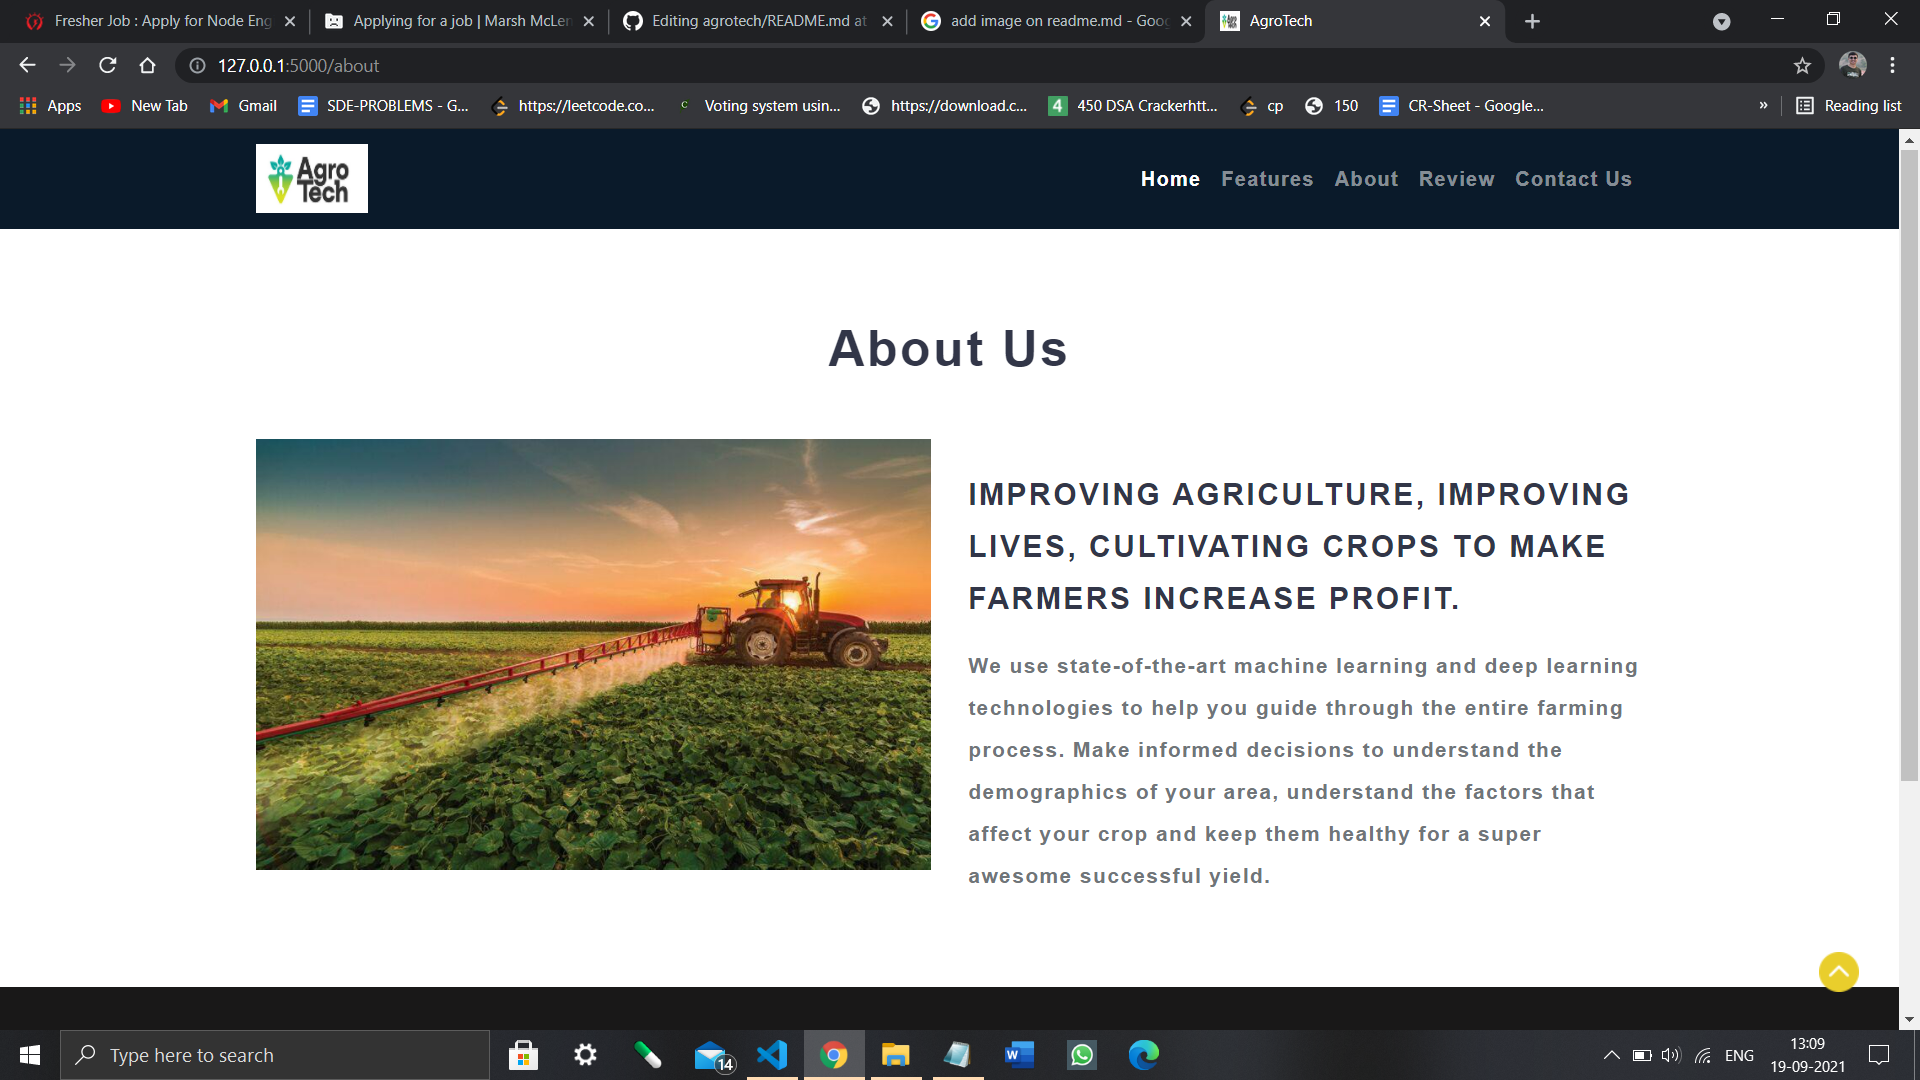 Fresher Job : Apply for Node Eng
Applying for a job | Marsh McLen
Editing agrotech/README.md at
add image on readme.md - Goog
AgroTech
127.0.0.1:5000/about
Apps
New Tab
Gmail
SDE-PROBLEMS - G...
https://leetcode.co...
C
Voting system usin...
https://download.c...
4
450 DSA Crackerhtt...
cp
150
CR-Sheet - Google...
»
Reading list
Agro
Tech
Home
Features
About
Review
Contact Us
About Us
IMPROVING AGRICULTURE, IMPROVING
LIVES, CULTIVATING CROPS TO MAKE
FARMERS INCREASE PROFIT.
We use state-of-the-art machine learning and deep learning
technologies to help you guide through the entire farming
process. Make informed decisions to understand the
demographics of your area, understand the factors that
affect your crop and keep them healthy for a super
awesome successful yield.
Type here to search
14
W
ENG
13:09
19-09-2021